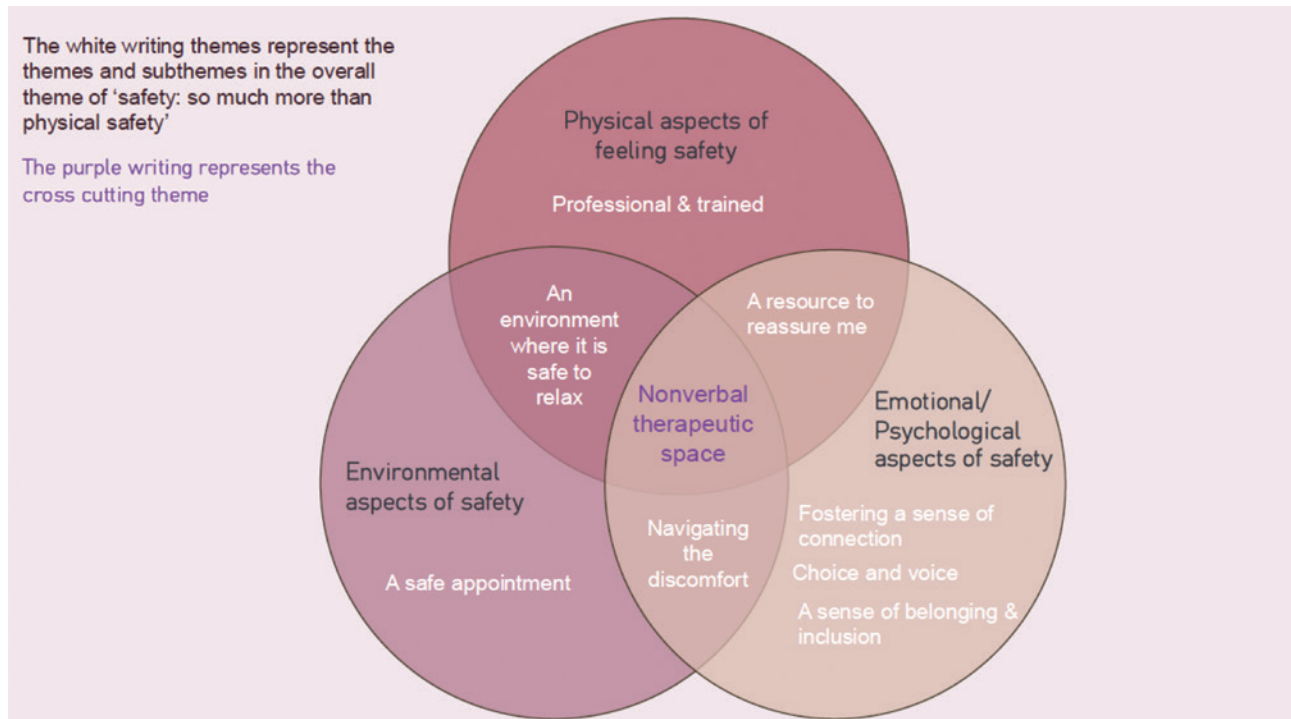 The white writing themes represent the
themes and subthemes in the overall
theme of ‘safety: so much more than
physical safety’
The purple writing represents the
cross cutting theme
Physical aspects of
feeling safety
Professional & trained
An
environment
where it is
safe to
relax
A resource to
reassure me
Nonverbal
therapeutic
space
Emotional/
Psychological
aspects of safety
Environmental
aspects of safety
A safe appointment
Navigating
the
discomfort
Fostering a sense of
connection
Choice and voice
A sense of belonging &
inclusion